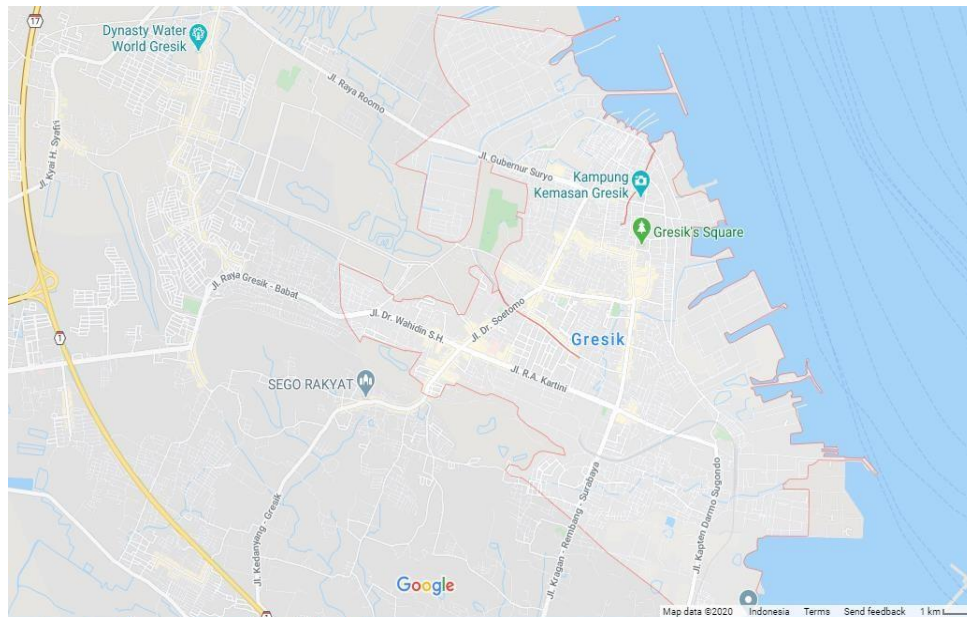 17
Dynasty Water
World Gresik
Jl. Raya Roomo
Jl. Kyai H. Syafi'i
Jl. Gubernur Suryo
Kampung
Kemasan Gresik
Gresik's Square
Jl. Raya Gresik - Babat
Jl. Dr. Wahidin S.H.
Jl. Dr. Soetomo
Gresik
1
SEGO RAKYAT
Jl. R.A. Kartini
Jl. Kedanyang - Gresik
Jl. Kragan - Rembang - Surabaya
Jl. Kapten Darmo Sugondo
Google
Map data ©2020 Indonesia Terms Send feedback 1 km